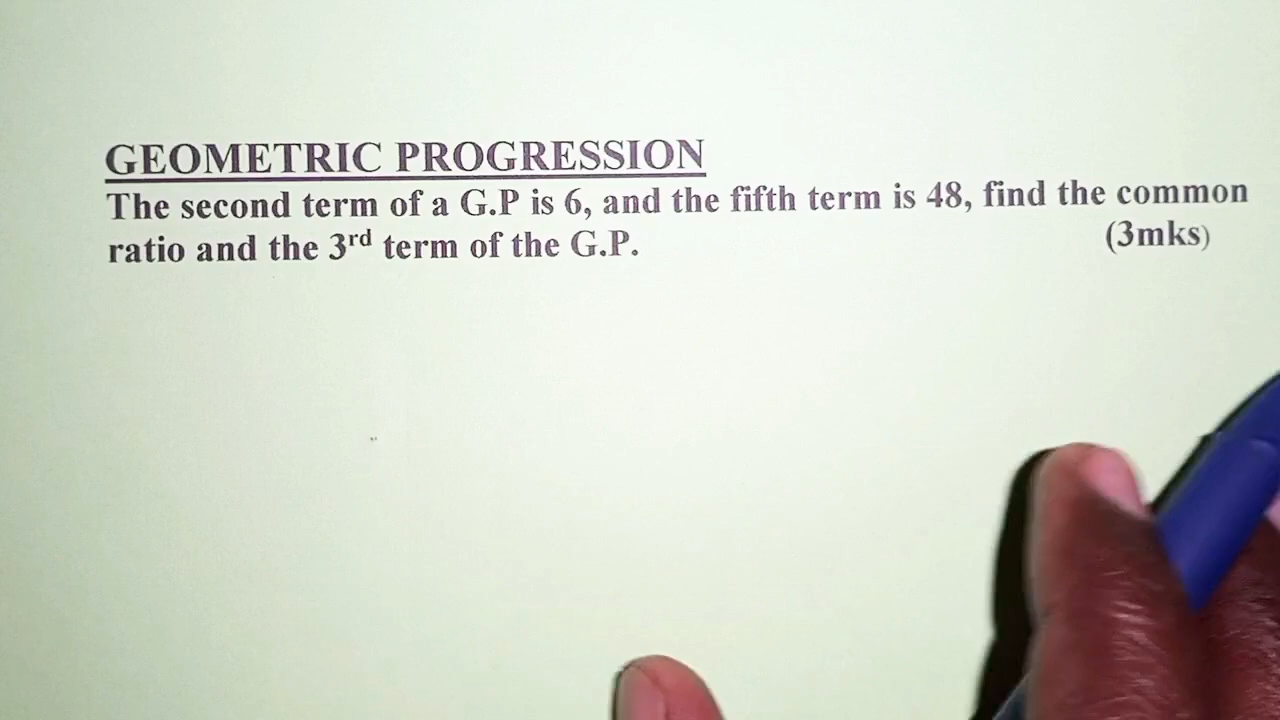 GEOMETRIC PROGRESSION
The second term of a G.P is 6, and the fifth term is 48, find the common
ratio and the 3rd term of the G.P. (3mks)